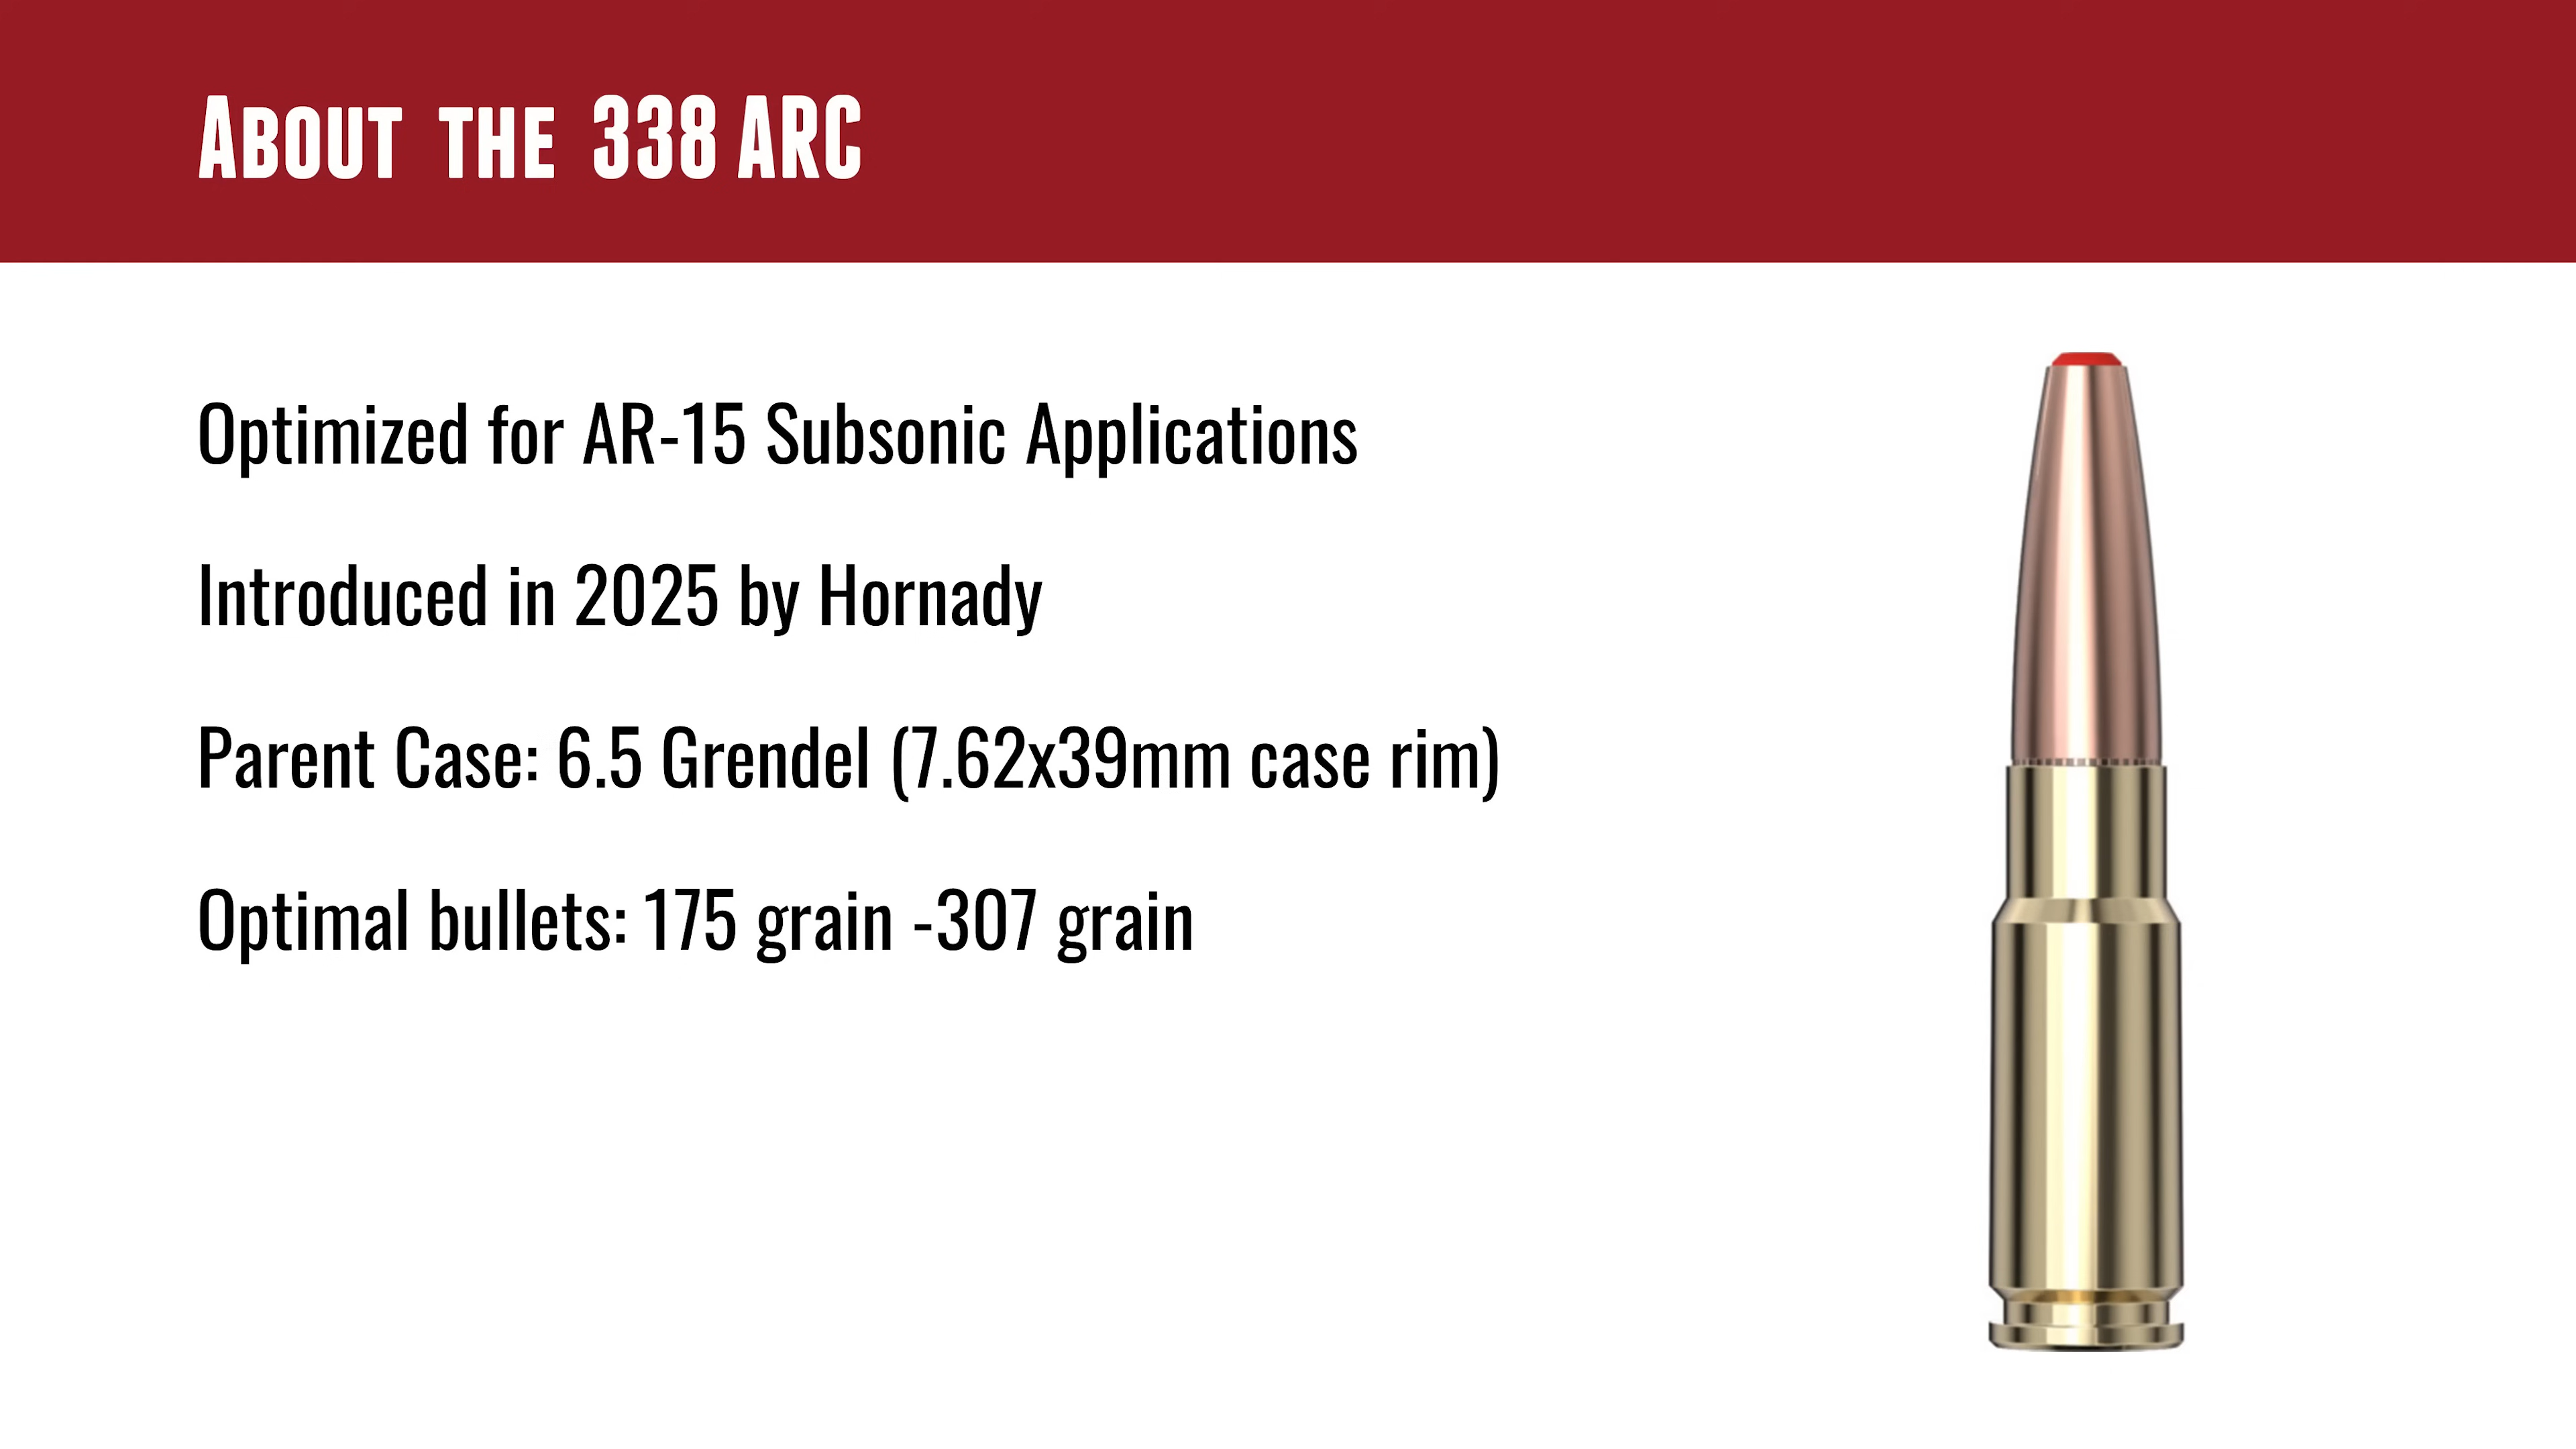 About the 338 ARC
Optimized for AR-15 Subsonic Applications
Introduced in 2025 by Hornady
Parent Case: 6.5 Grendel (7.62x39mm case rim)
Optimal bullets: 175 grain -307 grain